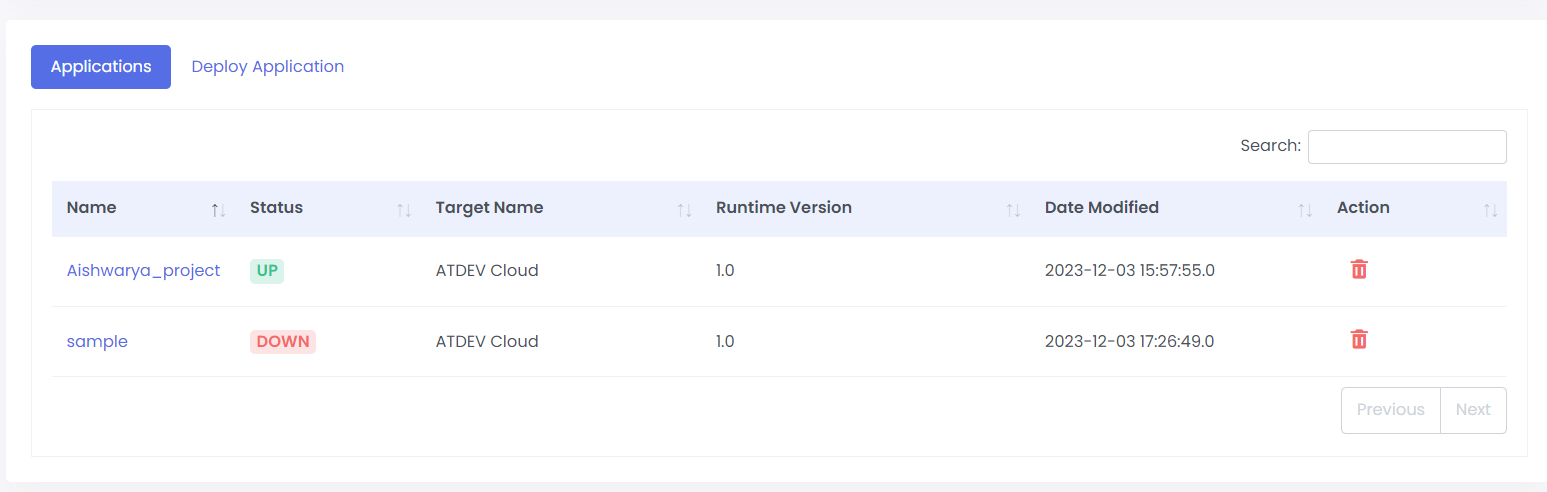 Applications Deploy Application
Search:
Name Status Target Name Runtime Version Date Modified Action
Aishwarya_project UP ATDEV Cloud 1.0 2023-12-03 15:57:55.0
sample DOWN ATDEV Cloud 1.0 2023-12-03 17:26:49.0
Previous Next